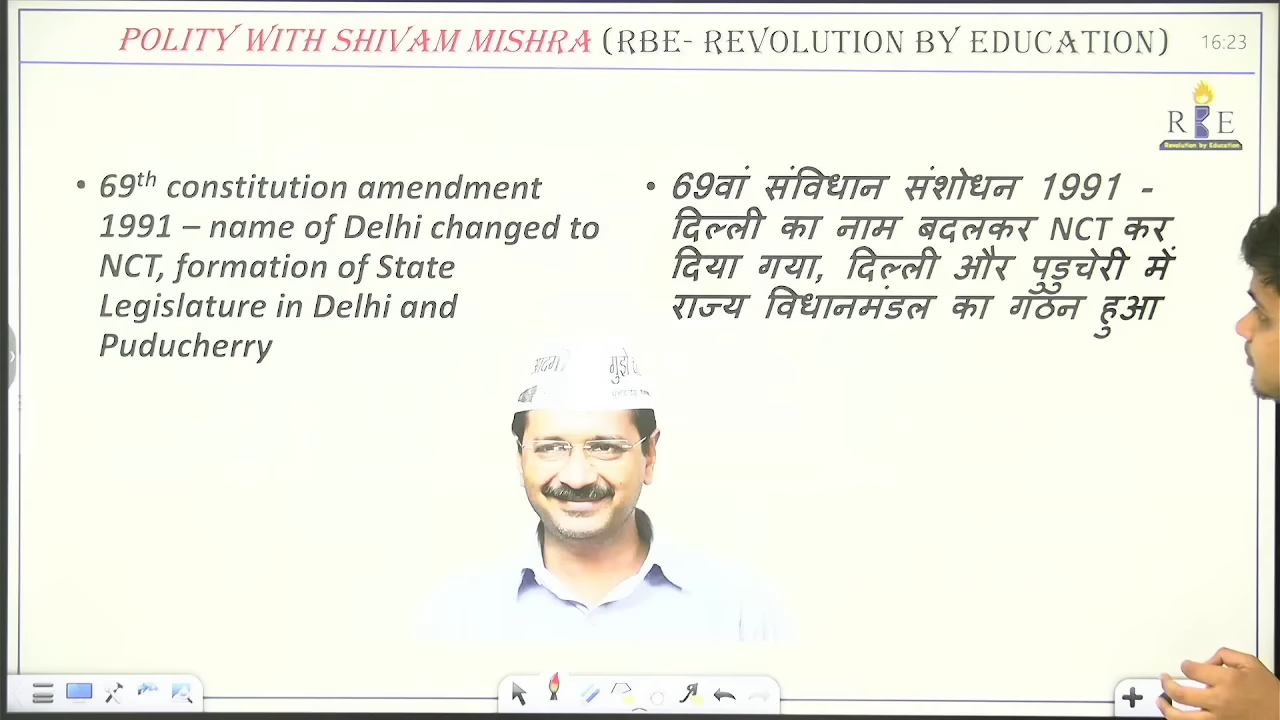 POLITY WITH SHIVAM MISHRA (RBE- REVOLUTION BY EDUCATION)
16:23
R B E
Revolution by Education
• 69th constitution amendment
1991 – name of Delhi changed to
NCT, formation of State
Legislature in Delhi and
Puducherry
• 69वां संविधान संशोधन 1991 -
दिल्ली का नाम बदलकर NCT कर
दिया गया, दिल्ली और पुडुचेरी में
राज्य विधानमंडल का गठन हुआ